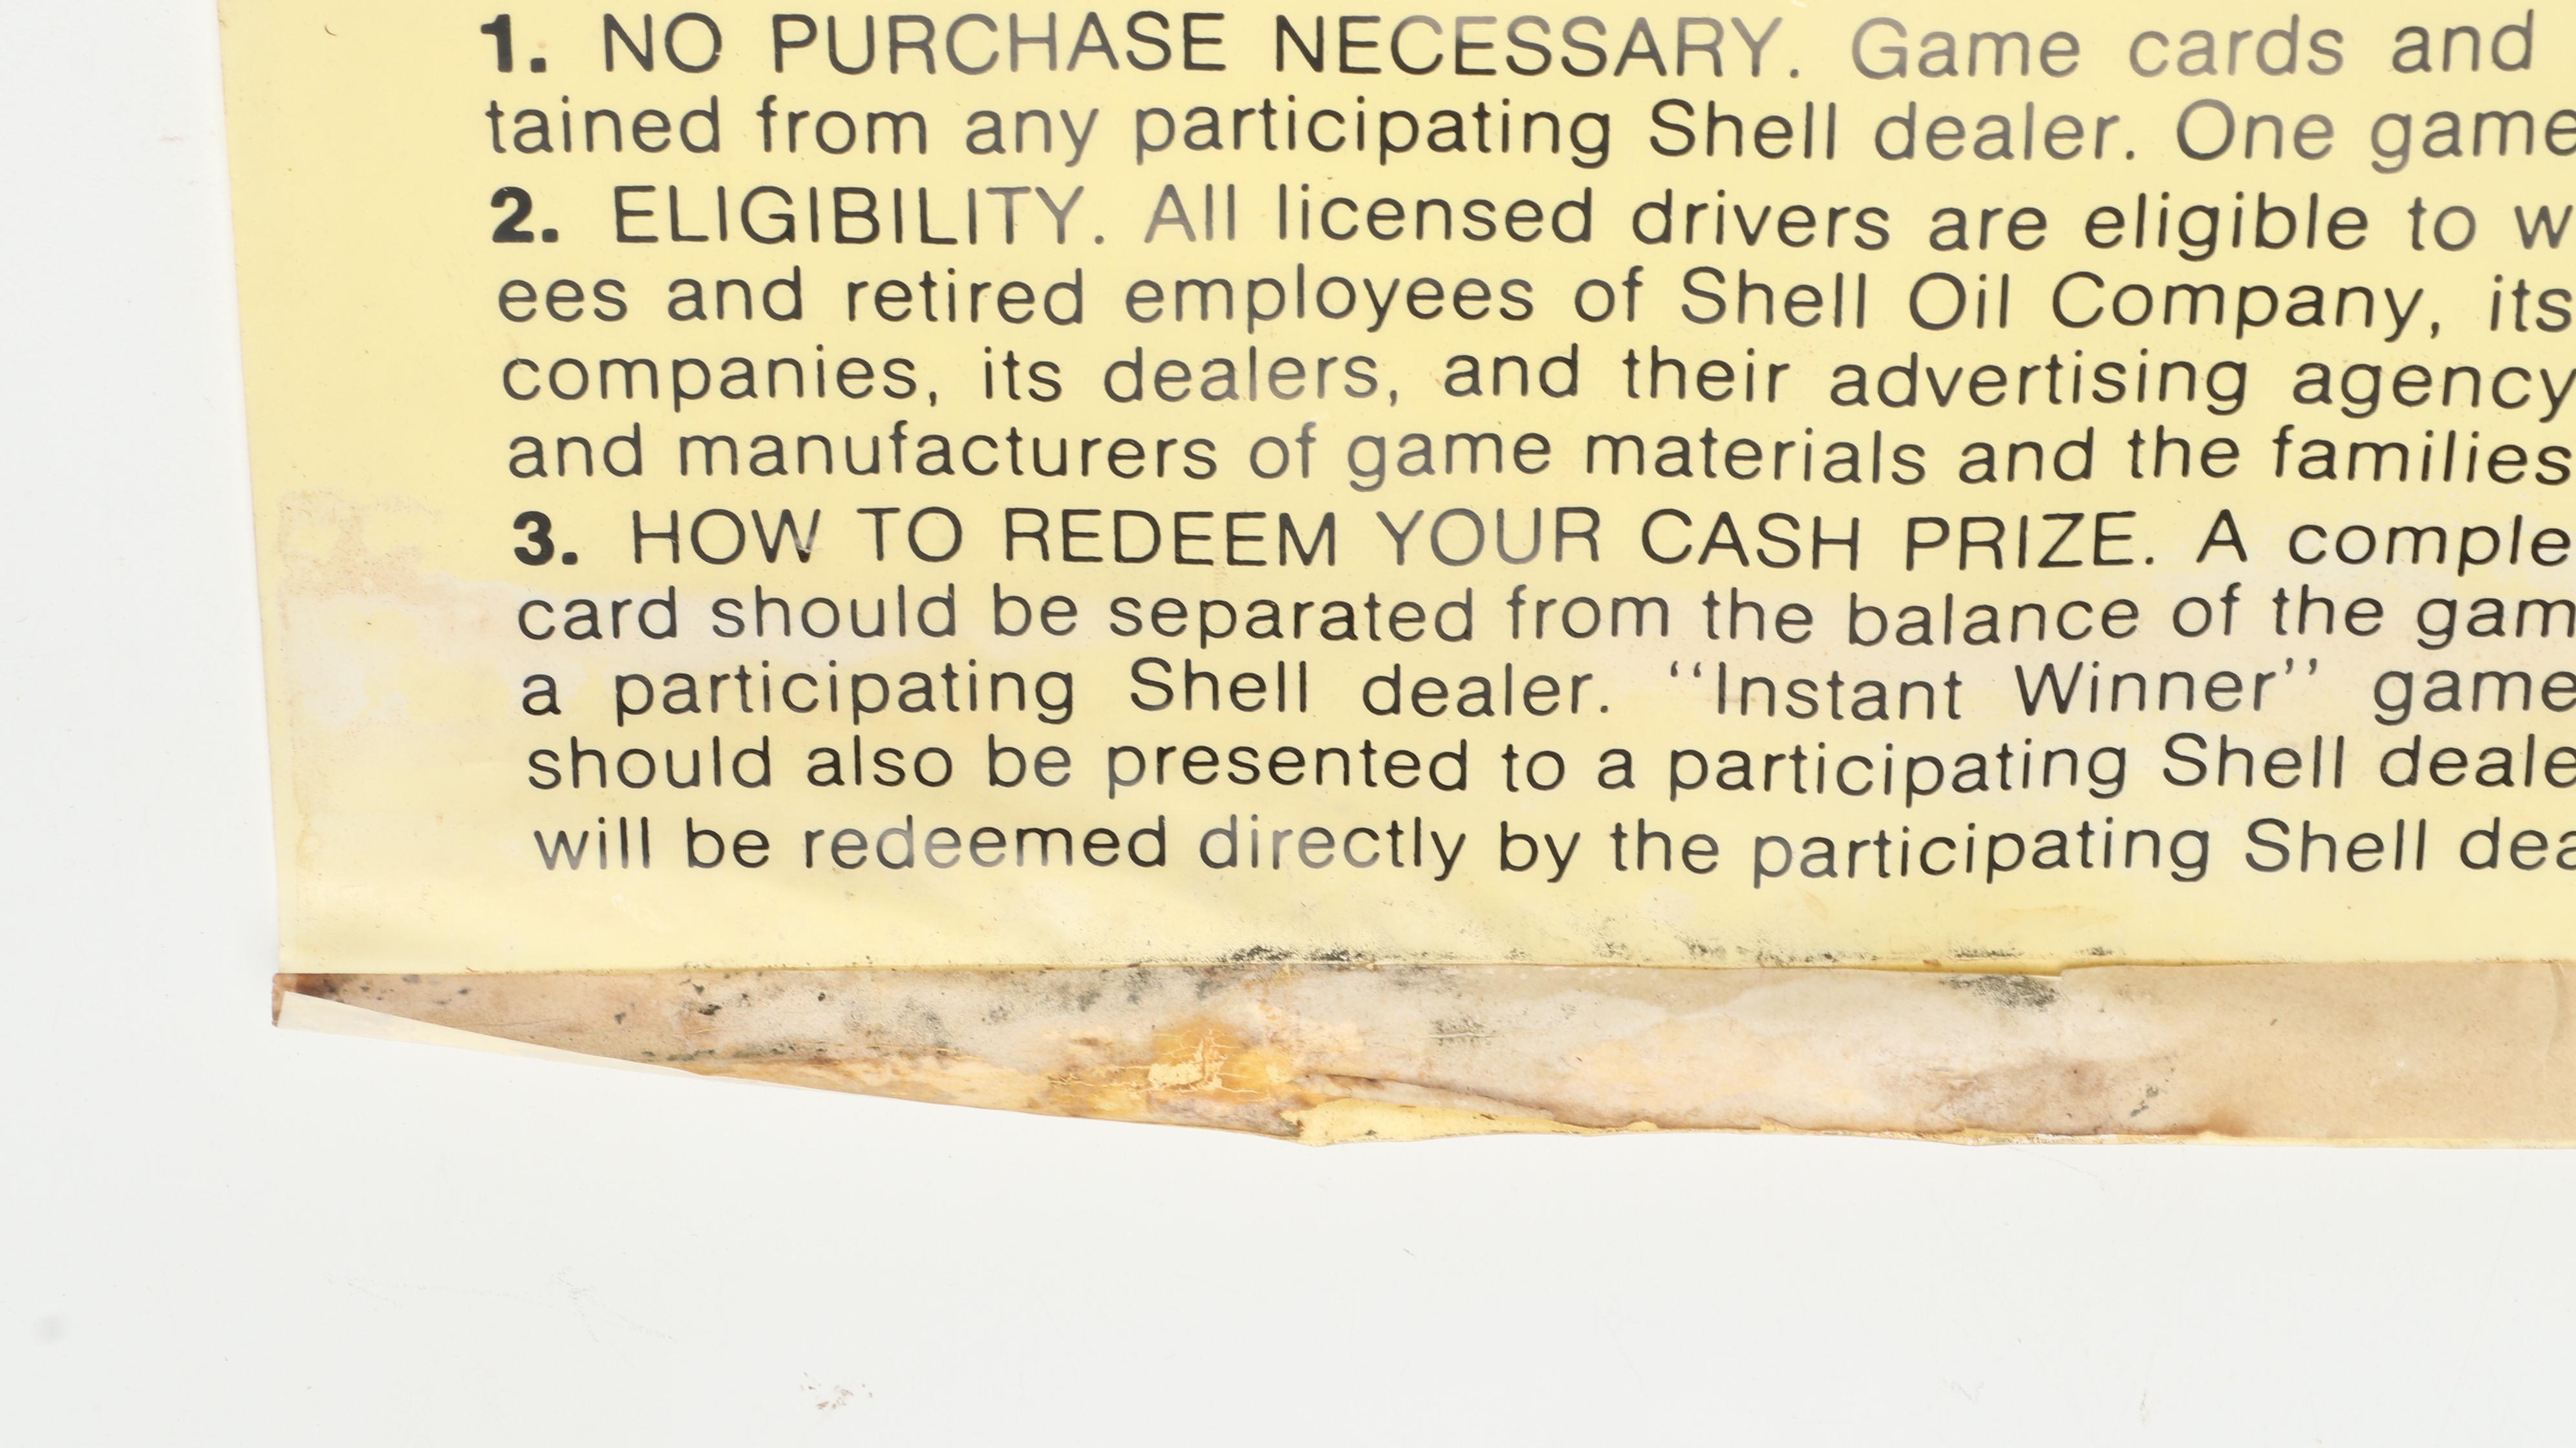 1. NO PURCHASE NECESSARY. Game cards and
tained from any participating Shell dealer. One game
2. ELIGIBILITY. All licensed drivers are eligible to w
ees and retired employees of Shell Oil Company, its
companies, its dealers, and their advertising agency
and manufacturers of game materials and the families
3. HOW TO REDEEM YOUR CASH PRIZE. A comple
card should be separated from the balance of the gam
a participating Shell dealer. ‘‘Instant Winner’’ game
should also be presented to a participating Shell deale
will be redeemed directly by the participating Shell dea